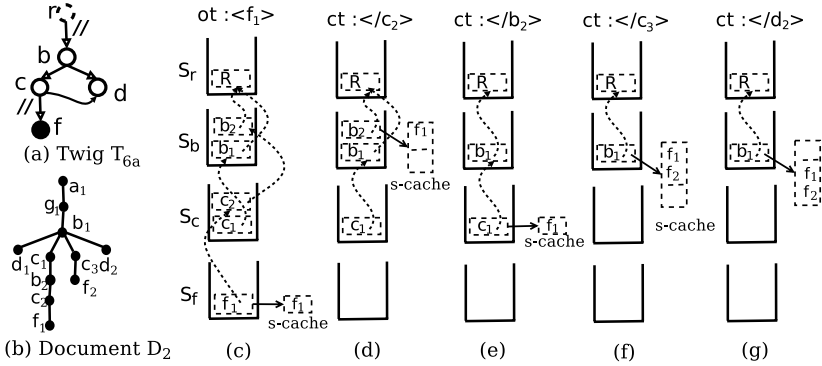 r
//
b
c
d
//
f
(a) Twig T6a
a1
g1
b1
d1
c1
c3
d2
b2
f2
c2
f1
(b) Document D2
ot :<f1>
ct :</c2>
ct :</b2>
ct :</c3>
ct :</d2>
Sr
R
R
R
R
R
Sb
b2
b1
b2
b1
f1
s-cache
b1
b1
f1
f2
s-cache
b1
f1
f2
Sc
c2
c1
c1
c1
f1
s-cache
Sf
f1
f1
s-cache
(c)
(d)
(e)
(f)
(g)